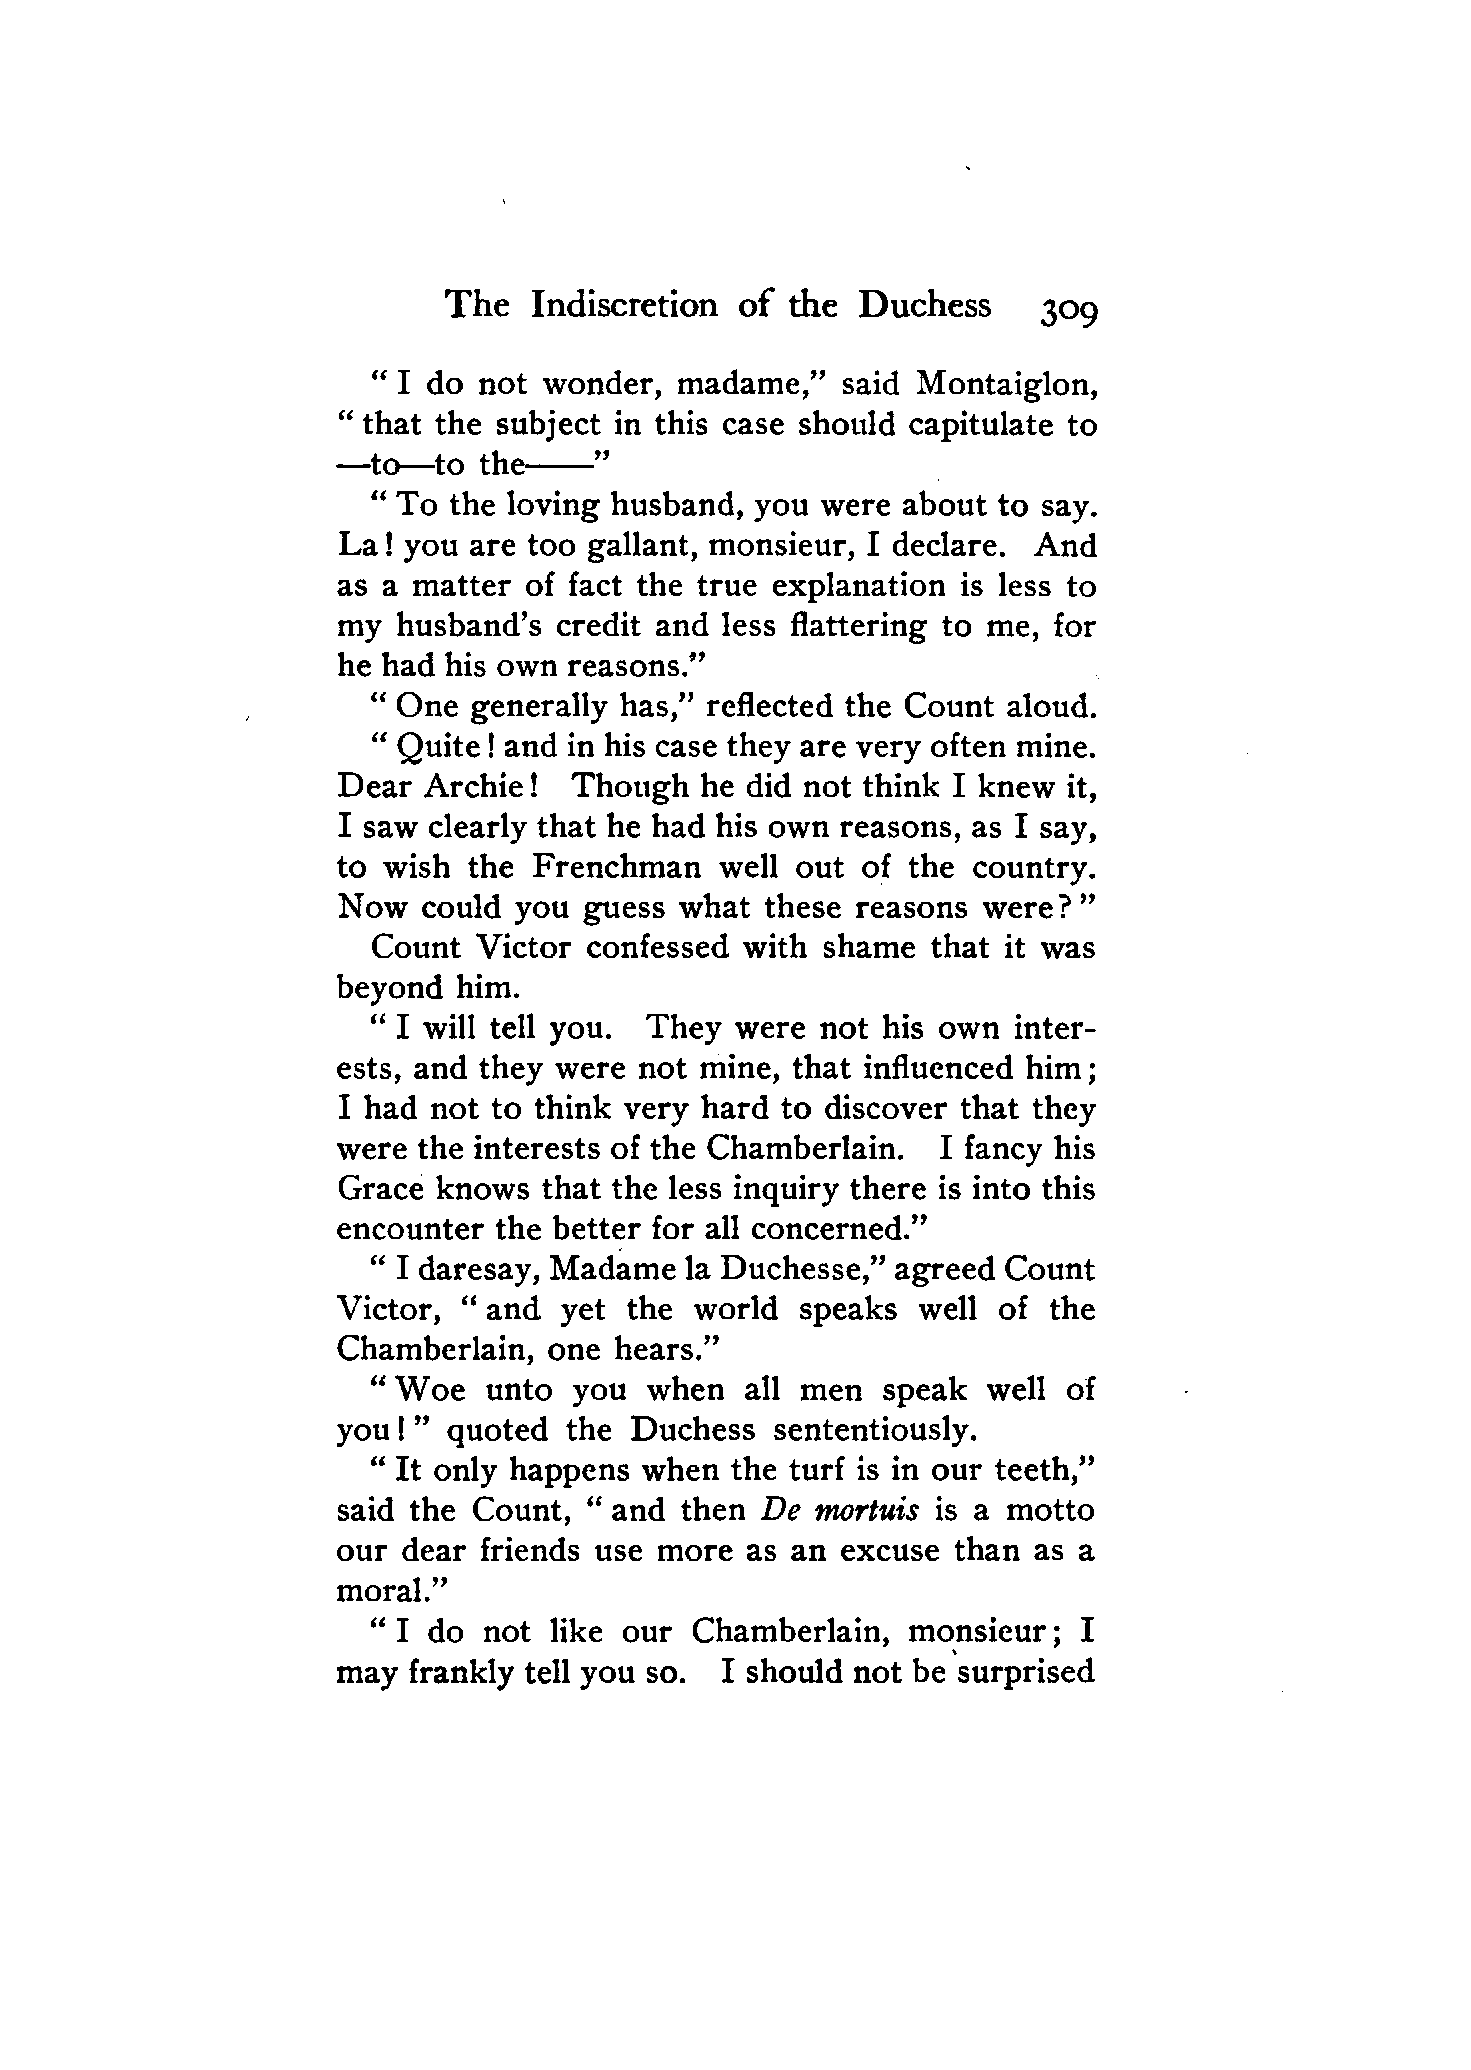 The Indiscretion of the Duchess 309
“ I do not wonder, madame,” said Montaiglon,
“ that the subject in this case should capitulate to
—to—to the——”
“ To the loving husband, you were about to say.
La ! you are too gallant, monsieur, I declare. And
as a matter of fact the true explanation is less to
my husband’s credit and less flattering to me, for
he had his own reasons.”
“ One generally has,” reflected the Count aloud.
“ Quite ! and in his case they are very often mine.
Dear Archie ! Though he did not think I knew it,
I saw clearly that he had his own reasons, as I say,
to wish the Frenchman well out of the country.
Now could you guess what these reasons were? ”
Count Victor confessed with shame that it was
beyond him.
“ I will tell you. They were not his own inter-
ests, and they were not mine, that influenced him ;
I had not to think very hard to discover that they
were the interests of the Chamberlain. I fancy his
Grace knows that the less inquiry there is into this
encounter the better for all concerned.”
“ I daresay, Madame la Duchesse,” agreed Count
Victor, “ and yet the world speaks well of the
Chamberlain, one hears.”
“ Woe unto you when all men speak well of
you ! ” quoted the Duchess sententiously.
“ It only happens when the turf is in our teeth,”
said the Count, “ and then De mortuis is a motto
our dear friends use more as an excuse than as a
moral.”
“ I do not like our Chamberlain, monsieur ; I
may frankly tell you so. I should not be surprised